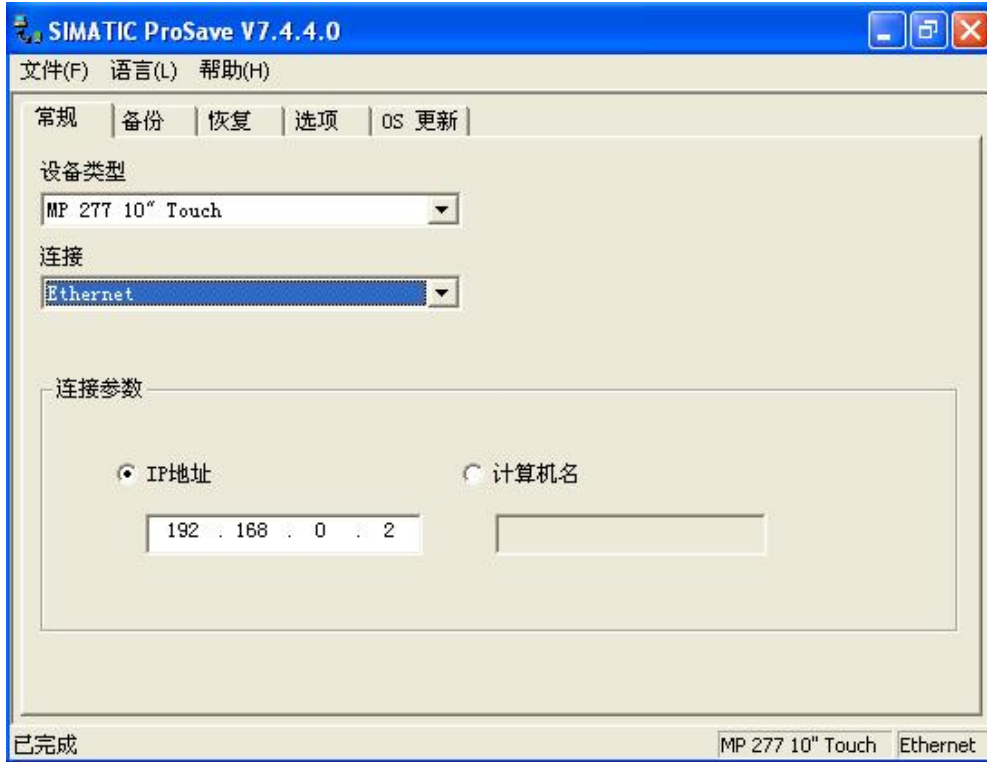 SIMATIC ProSave V7.4.4.0
文件(F) 语言(L) 帮助(H)
常规 备份 恢复 选项 OS 更新
设备类型
MP 277 10″ Touch
连接
Ethernet
连接参数
IP地址 计算机名
192 . 168 . 0 . 2
已完成 MP 277 10" Touch Ethernet